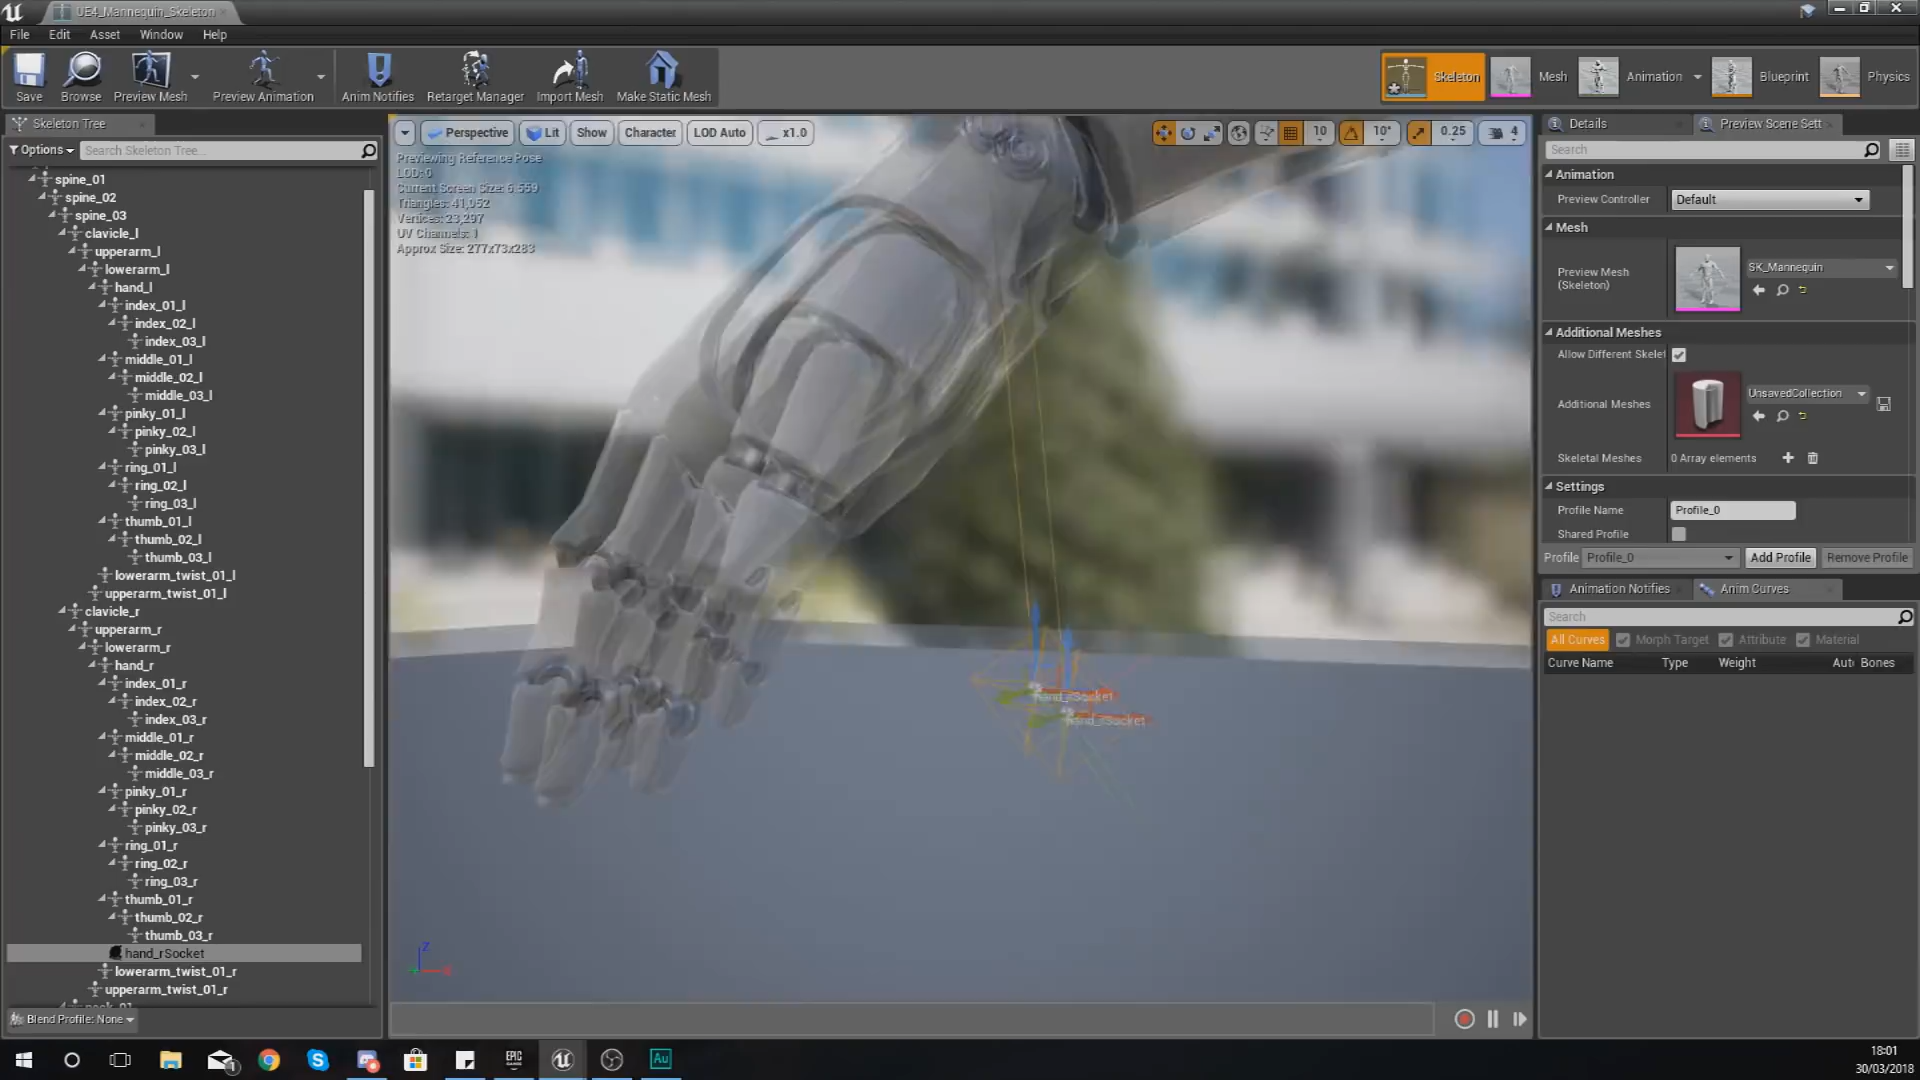 UE4_Mannequin_Skeleton
File Edit Asset Window Help
Save Browse Preview Mesh Preview Animation Anim Notifies Retarget Manager Import Mesh Make Static Mesh
Skeleton Mesh Animation Blueprint Physics
Skeleton Tree
Options Search Skeleton Tree...
spine_01
spine_02
spine_03
clavicle_l
upperarm_l
lowerarm_l
hand_l
index_01_l
index_02_l
index_03_l
middle_01_l
middle_02_l
middle_03_l
pinky_01_l
pinky_02_l
pinky_03_l
ring_01_l
ring_02_l
ring_03_l
thumb_01_l
thumb_02_l
thumb_03_l
lowerarm_twist_01_l
upperarm_twist_01_l
clavicle_r
upperarm_r
lowerarm_r
hand_r
index_01_r
index_02_r
index_03_r
middle_01_r
middle_02_r
middle_03_r
pinky_01_r
pinky_02_r
pinky_03_r
ring_01_r
ring_02_r
ring_03_r
thumb_01_r
thumb_02_r
thumb_03_r
hand_rSocket
lowerarm_twist_01_r
upperarm_twist_01_r
Blend Profile: None
Perspective Lit Show Character LOD Auto x1.0
10 10° 0.25 4
Previewing Reference Pose
LOD: 0
Current Screen Size: 6.559
Triangles: 41,052
Vertices: 23,297
UV Channels: 1
Approx Size: 277x73x283
hand_rSocket
hand_rSocket
Z
Details Preview Scene Sett
Search
Animation
Preview Controller Default
Mesh
Preview Mesh
(Skeleton)
SK_Mannequin
Additional Meshes
Allow Different Skelet
Additional Meshes UnsavedCollection
Skeletal Meshes 0 Array elements
Settings
Profile Name Profile_0
Shared Profile
Profile Profile_0 Add Profile Remove Profile
Animation Notifies Anim Curves
Search
All Curves Morph Target Attribute Material
Curve Name Type Weight Aut Bones
EPIC
Au
18:01
30/03/2018